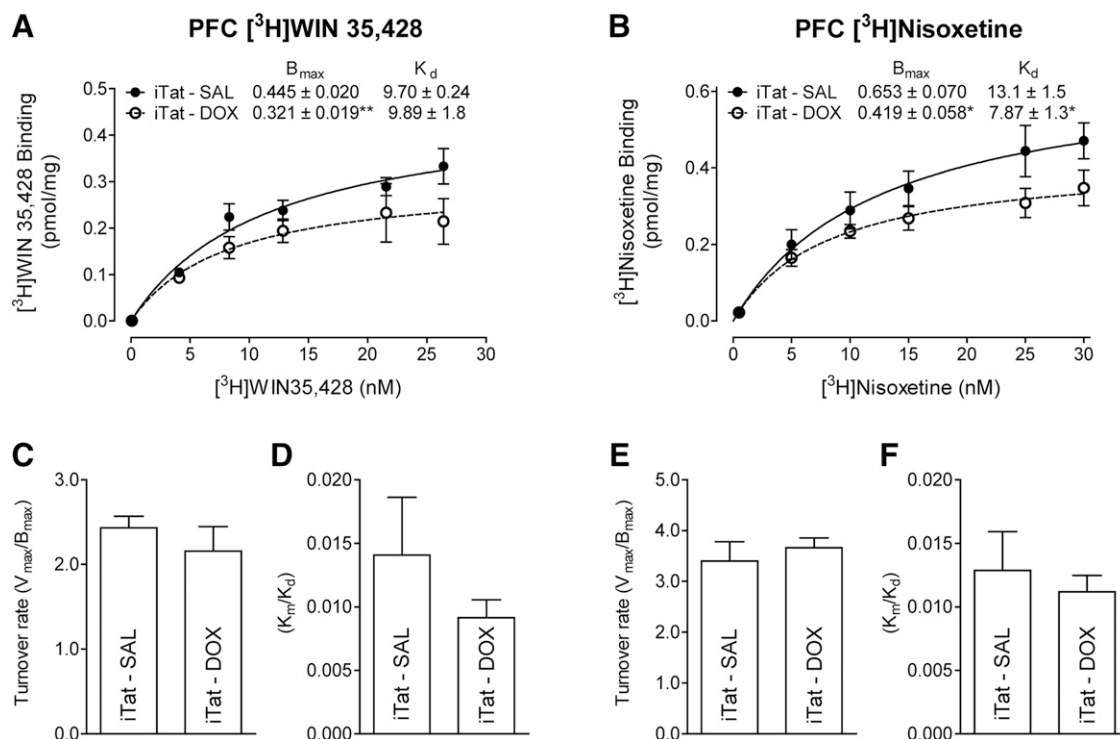 A
PFC [³H]WIN 35,428
Bmax Kd
iTat - SAL 0.445 ± 0.020 9.70 ± 0.24
iTat - DOX 0.321 ± 0.019** 9.89 ± 1.8
[³H]WIN 35,428 Binding
(pmol/mg)
0.5
0.4
0.3
0.2
0.1
0.0
0 5 10 15 20 25 30
[³H]WIN35,428 (nM)
B
PFC [³H]Nisoxetine
Bmax Kd
iTat - SAL 0.653 ± 0.070 13.1 ± 1.5
iTat - DOX 0.419 ± 0.058* 7.87 ± 1.3*
[³H]Nisoxetine Binding
(pmol/mg)
0.6
0.4
0.2
0.0
0 5 10 15 20 25 30
[³H]Nisoxetine (nM)
C
Turnover rate (Vmax/Bmax)
3.0
2.0
1.0
0.0
iTat - SAL
iTat - DOX
D
(Km/Kd)
0.020
0.015
0.010
0.005
0.000
iTat - SAL
iTat - DOX
E
Turnover rate (Vmax/Bmax)
5.0
4.0
3.0
2.0
1.0
0.0
iTat - SAL
iTat - DOX
F
(Km/Kd)
0.020
0.015
0.010
0.005
0.000
iTat - SAL
iTat - DOX